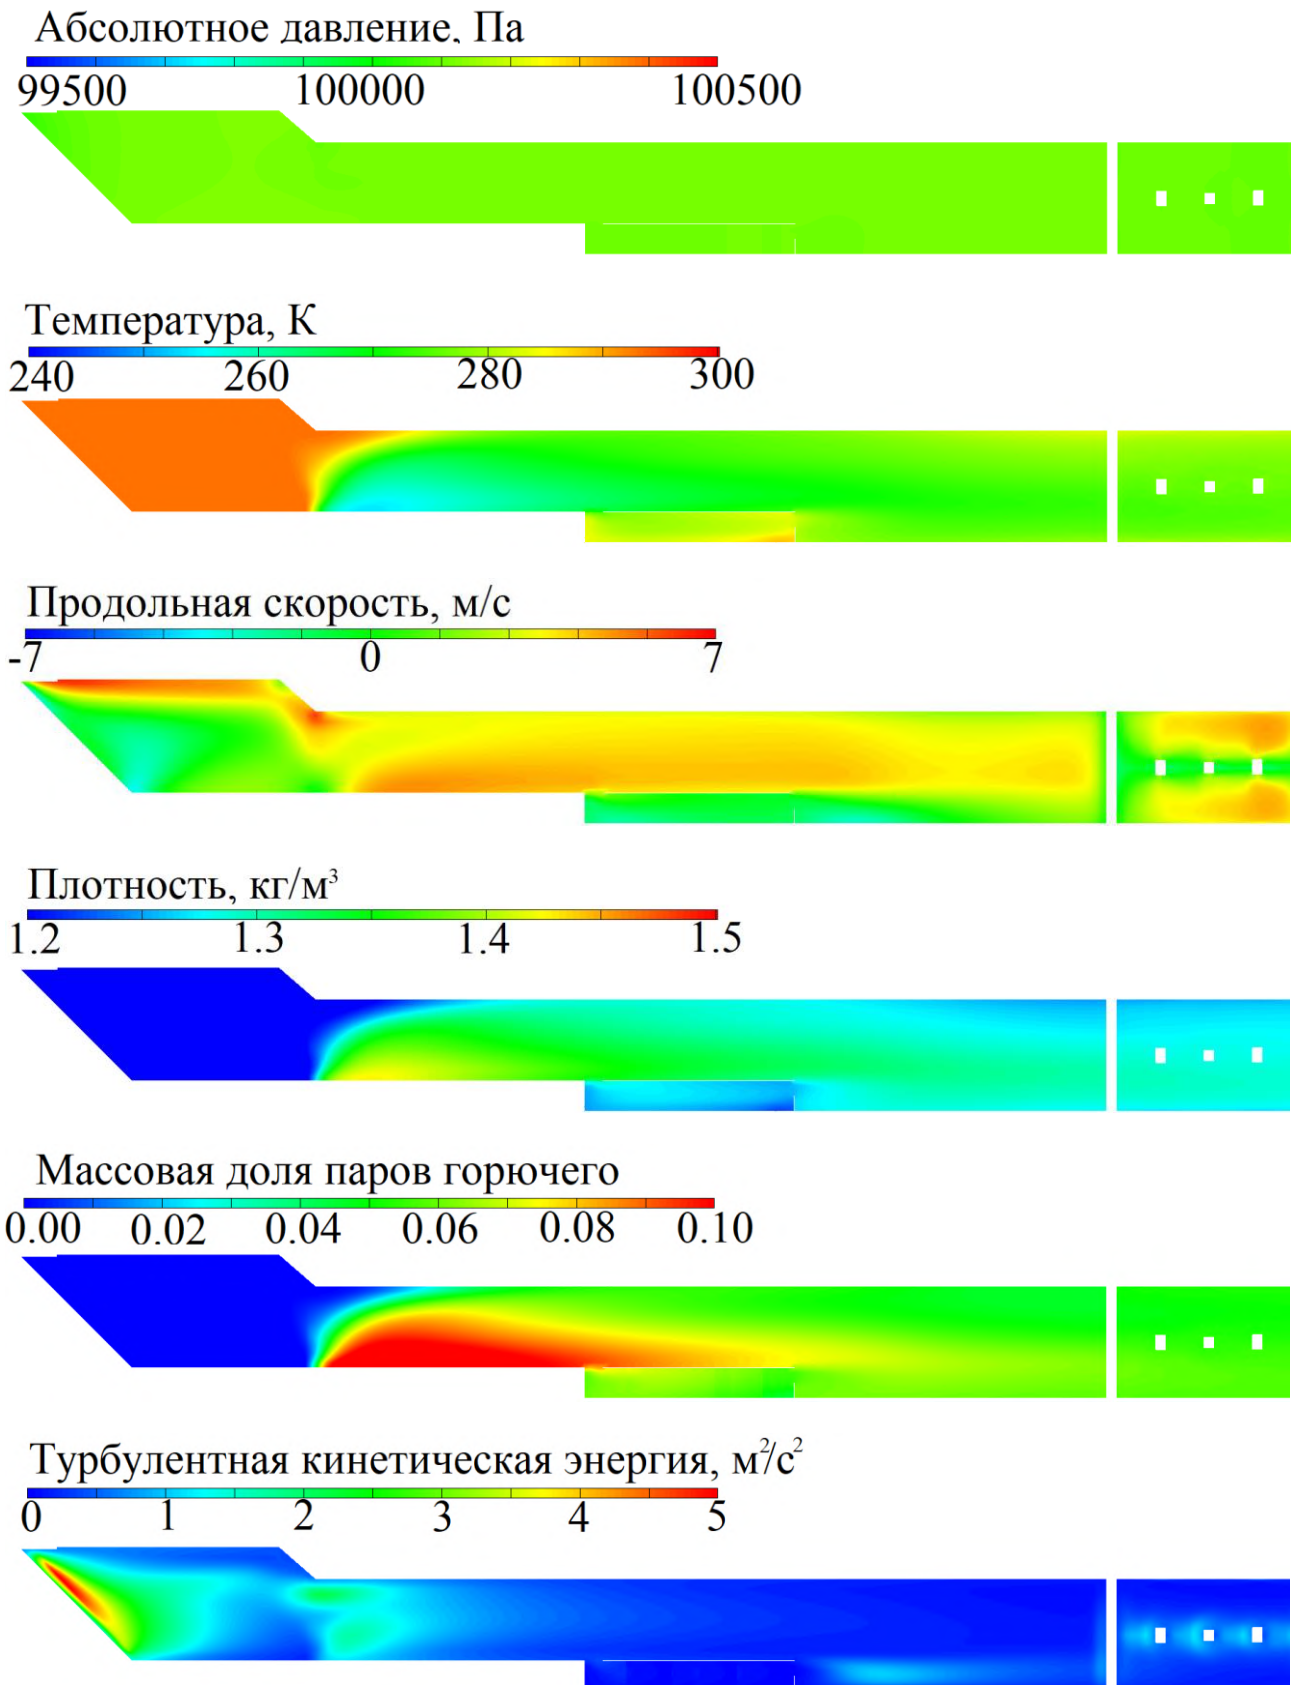 Абсолютное давление, Па
99500 100000 100500
Температура, К
240 260 280 300
Продольная скорость, м/с
-7 0 7
Плотность, кг/м³
1.2 1.3 1.4 1.5
Массовая доля паров горючего
0.00 0.02 0.04 0.06 0.08 0.10
Турбулентная кинетическая энергия, м²/с²
0 1 2 3 4 5